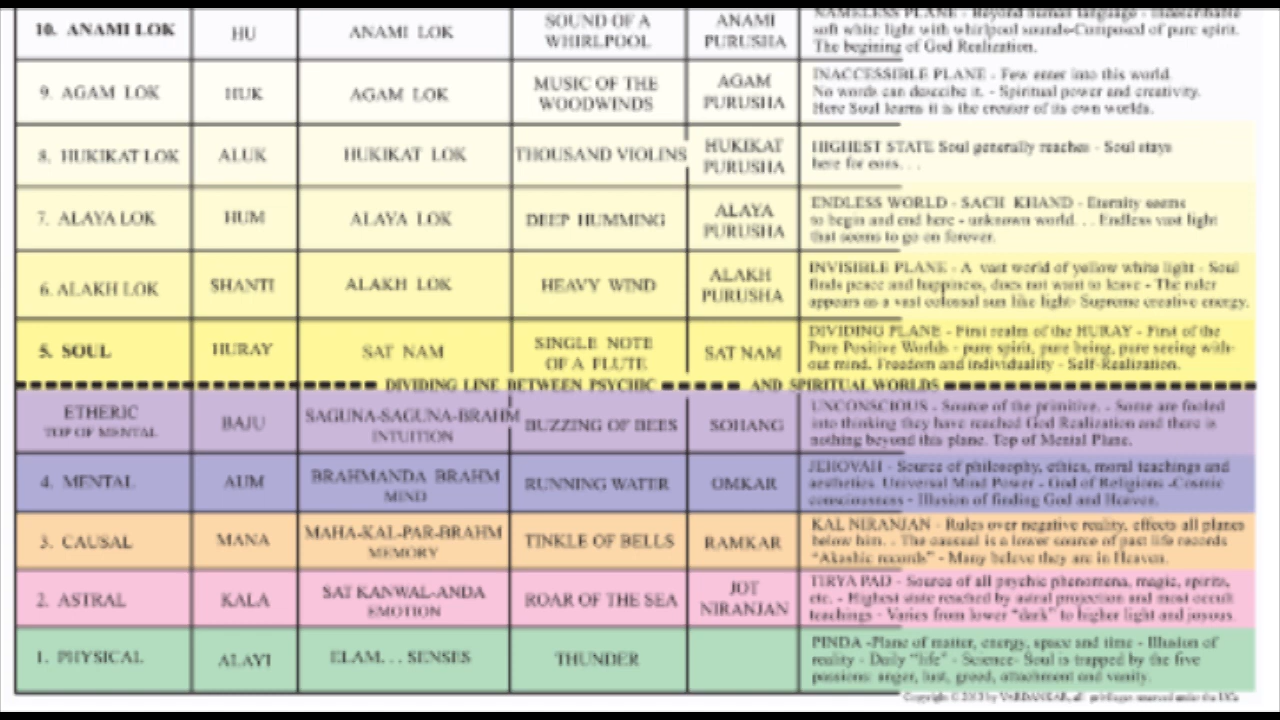 10. ANAMI LOK
HU
ANAMI LOK
SOUND OF A
WHIRLPOOL
ANAMI
PURUSHA
NAMELESS PLANE - Beyond human language - Indescribable
soft white light with whirlpool sounds-Composed of pure spirit.
The begining of God Realization.
9. AGAM LOK
HUK
AGAM LOK
MUSIC OF THE
WOODWINDS
AGAM
PURUSHA
INACCESSIBLE PLANE - Few enter into this world.
No words can describe it. - Spiritual power and creativity.
Here Soul learns it is the creator of its own worlds.
8. HUKIKAT LOK
ALUK
HUKIKAT LOK
THOUSAND VIOLINS
HUKIKAT
PURUSHA
HIGHEST STATE Soul generally reaches - Soul stays
here for eons. . .
7. ALAYA LOK
HUM
ALAYA LOK
DEEP HUMMING
ALAYA
PURUSHA
ENDLESS WORLD - SACH KHAND - Eternity seems
to begin and end here - unknown world. . . Endless vast light
that seems to go on forever.
6. ALAKH LOK
SHANTI
ALAKH LOK
HEAVY WIND
ALAKH
PURUSHA
INVISIBLE PLANE - A vast world of yellow white light - Soul
finds peace and happiness, does not want to leave - The ruler
appears as a vast colossal sun like light- Supreme creative energy.
5. SOUL
HURAY
SAT NAM
SINGLE NOTE
OF A FLUTE
SAT NAM
DIVIDING PLANE - First realm of the HURAY - First of the
Pure Positive Worlds - pure spirit, pure being, pure seeing with-
out mind. Freedom and individuality - Self-Realization.
DIVIDING LINE BETWEEN PSYCHIC AND SPIRITUAL WORLDS
ETHERIC
TOP OF MENTAL
BAJU
SAGUNA-SAGUNA-BRAHM
INTUITION
BUZZING OF BEES
SOHANG
UNCONSCIOUS - Source of the primitive. - Some are fooled
into thinking they have reached God Realization and there is
nothing beyond this plane. Top of Mental Plane.
4. MENTAL
AUM
BRAHMANDA BRAHM
MIND
RUNNING WATER
OMKAR
JEHOVAH - Source of philosophy, ethics, moral teachings and
aesthetics. Universal Mind Power - God of Religions -Cosmic
consciousness - Illusion of finding God and Heaven.
3. CAUSAL
MANA
MAHA-KAL-PAR-BRAHM
MEMORY
TINKLE OF BELLS
RAMKAR
KAL NIRANJAN - Rules over negative reality, effects all planes
below him. - The causal is a lower source of past life records
"Akashic records" - Many beleve they are in Heaven.
2. ASTRAL
KALA
SAT KANWAL-ANDA
EMOTION
ROAR OF THE SEA
JOT
NIRANJAN
TIRYA PAD - Source of all psychic phenomena, magic, spirits,
etc. - Highest state reached by astral projection and most occult
teachings - Varies from lower "dark" to higher light and joyous.
1. PHYSICAL
ALAYI
ELAM. . . SENSES
THUNDER
PINDA -Plane of matter, energy, space and time - Illusion of
reality - Daily "life" - Science- Soul is trapped by the five
passions: anger, lust, greed, attachment and vanity.
Copyright © 2013 by VARDANKAR, all privileges reserved under the